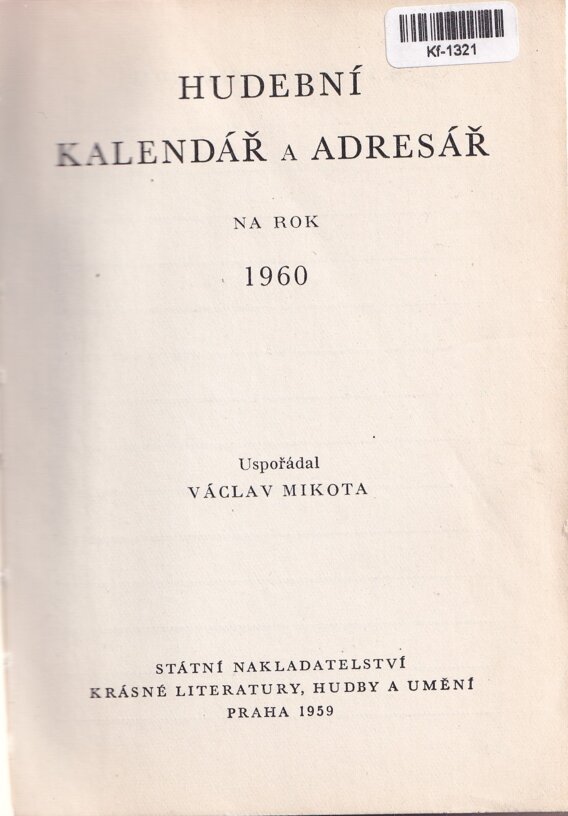 Kf-1321
HUDEBNÍ
KALENDÁŘ A ADRESÁŘ
NA ROK
1960
Uspořádal
VÁCLAV MIKOTA
STÁTNÍ NAKLADATELSTVÍ
KRÁSNÉ LITERATURY, HUDBY A UMĚNÍ
PRAHA 1959